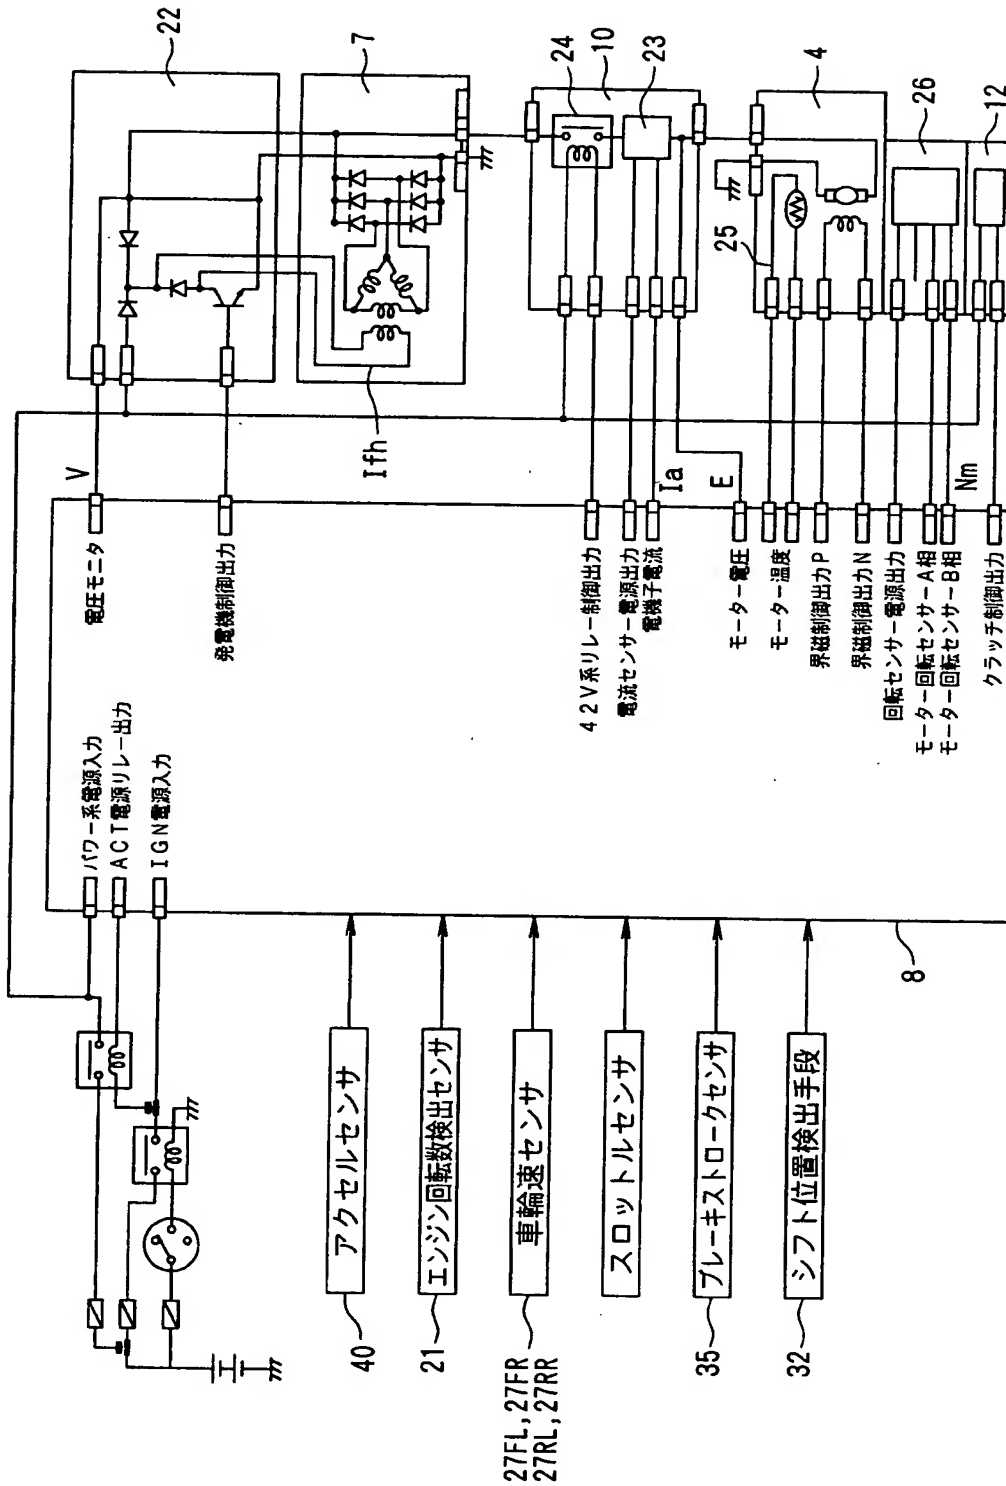 22
7
24
10
23
4
26
12
25
Ifh
V
Ia
E
Nm
電圧モニタ
発電機制御出力
42V系リレー制御出力
電流センサー電源出力
電機子電流
モーター電圧
モーター温度
界磁制御出力P
界磁制御出力N
回転センサー電源出力
モーター回転センサーA相
モーター回転センサーB相
クラッチ制御出力
パワー系電源入力
ACT電源リレー出力
IGN電源入力
8
アクセルセンサ
40
エンジン回転数検出センサ
21
車輪速センサ
27FL,27FR
27RL,27RR
スロットルセンサ
ブレーキストロークセンサ
35
シフト位置検出手段
32